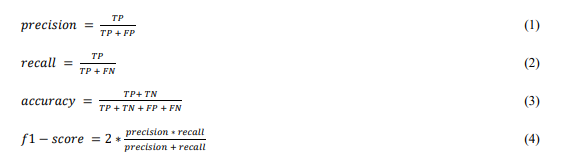 precision = TP / TP + FP (1)
recall = TP / TP + FN (2)
accuracy = TP+ TN / TP + TN + FP + FN (3)
f1 − score = 2 * precision * recall / precision + recall (4)